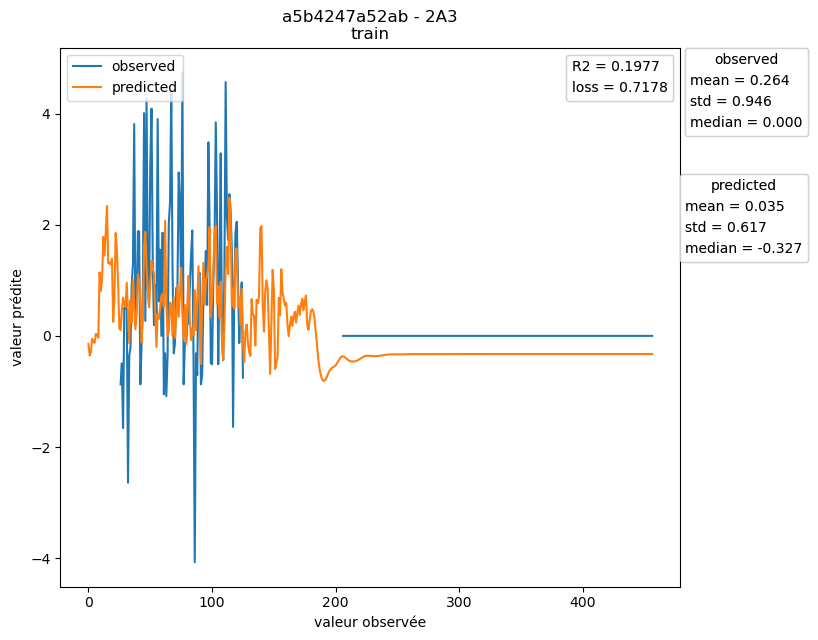 a5b4247a52ab - 2A3
train
observed
predicted
R2 = 0.1977
loss = 0.7178
observed
mean = 0.264
std = 0.946
median = 0.000
predicted
mean = 0.035
std = 0.617
median = -0.327
valeur prédite
4
2
0
−2
−4
0
100
200
300
400
valeur observée